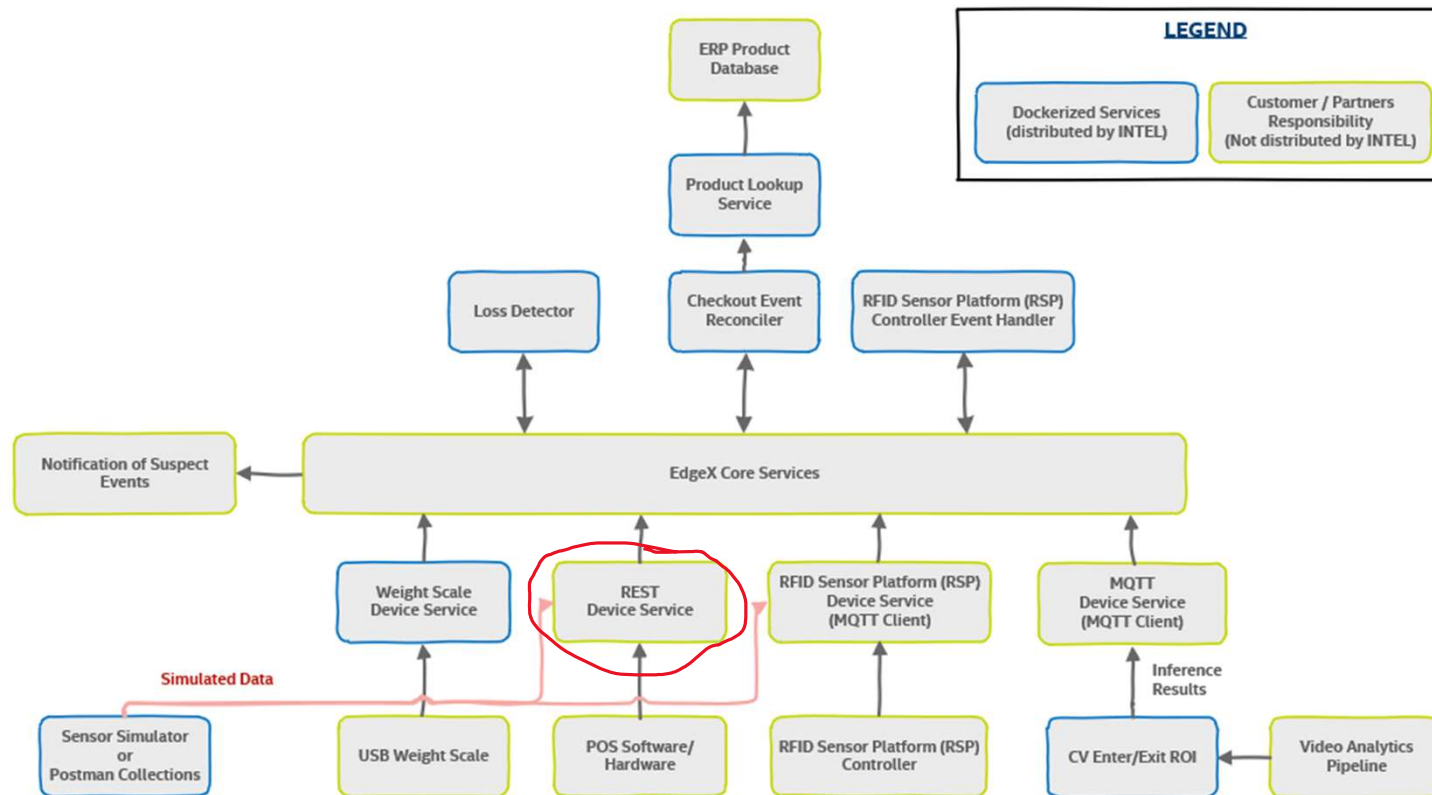 LEGEND
Dockerized Services
(distributed by INTEL)
Customer / Partners
Responsibility
(Not distributed by INTEL)
ERP Product
Database
Product Lookup
Service
Loss Detector
Checkout Event
Reconciler
RFID Sensor Platform (RSP)
Controller Event Handler
Notification of Suspect
Events
EdgeX Core Services
Weight Scale
Device Service
REST
Device Service
RFID Sensor Platform (RSP)
Device Service
(MQTT Client)
MQTT
Device Service
(MQTT Client)
Simulated Data
Inference
Results
Sensor Simulator
or
Postman Collections
USB Weight Scale
POS Software/
Hardware
RFID Sensor Platform (RSP)
Controller
CV Enter/Exit ROI
Video Analytics
Pipeline